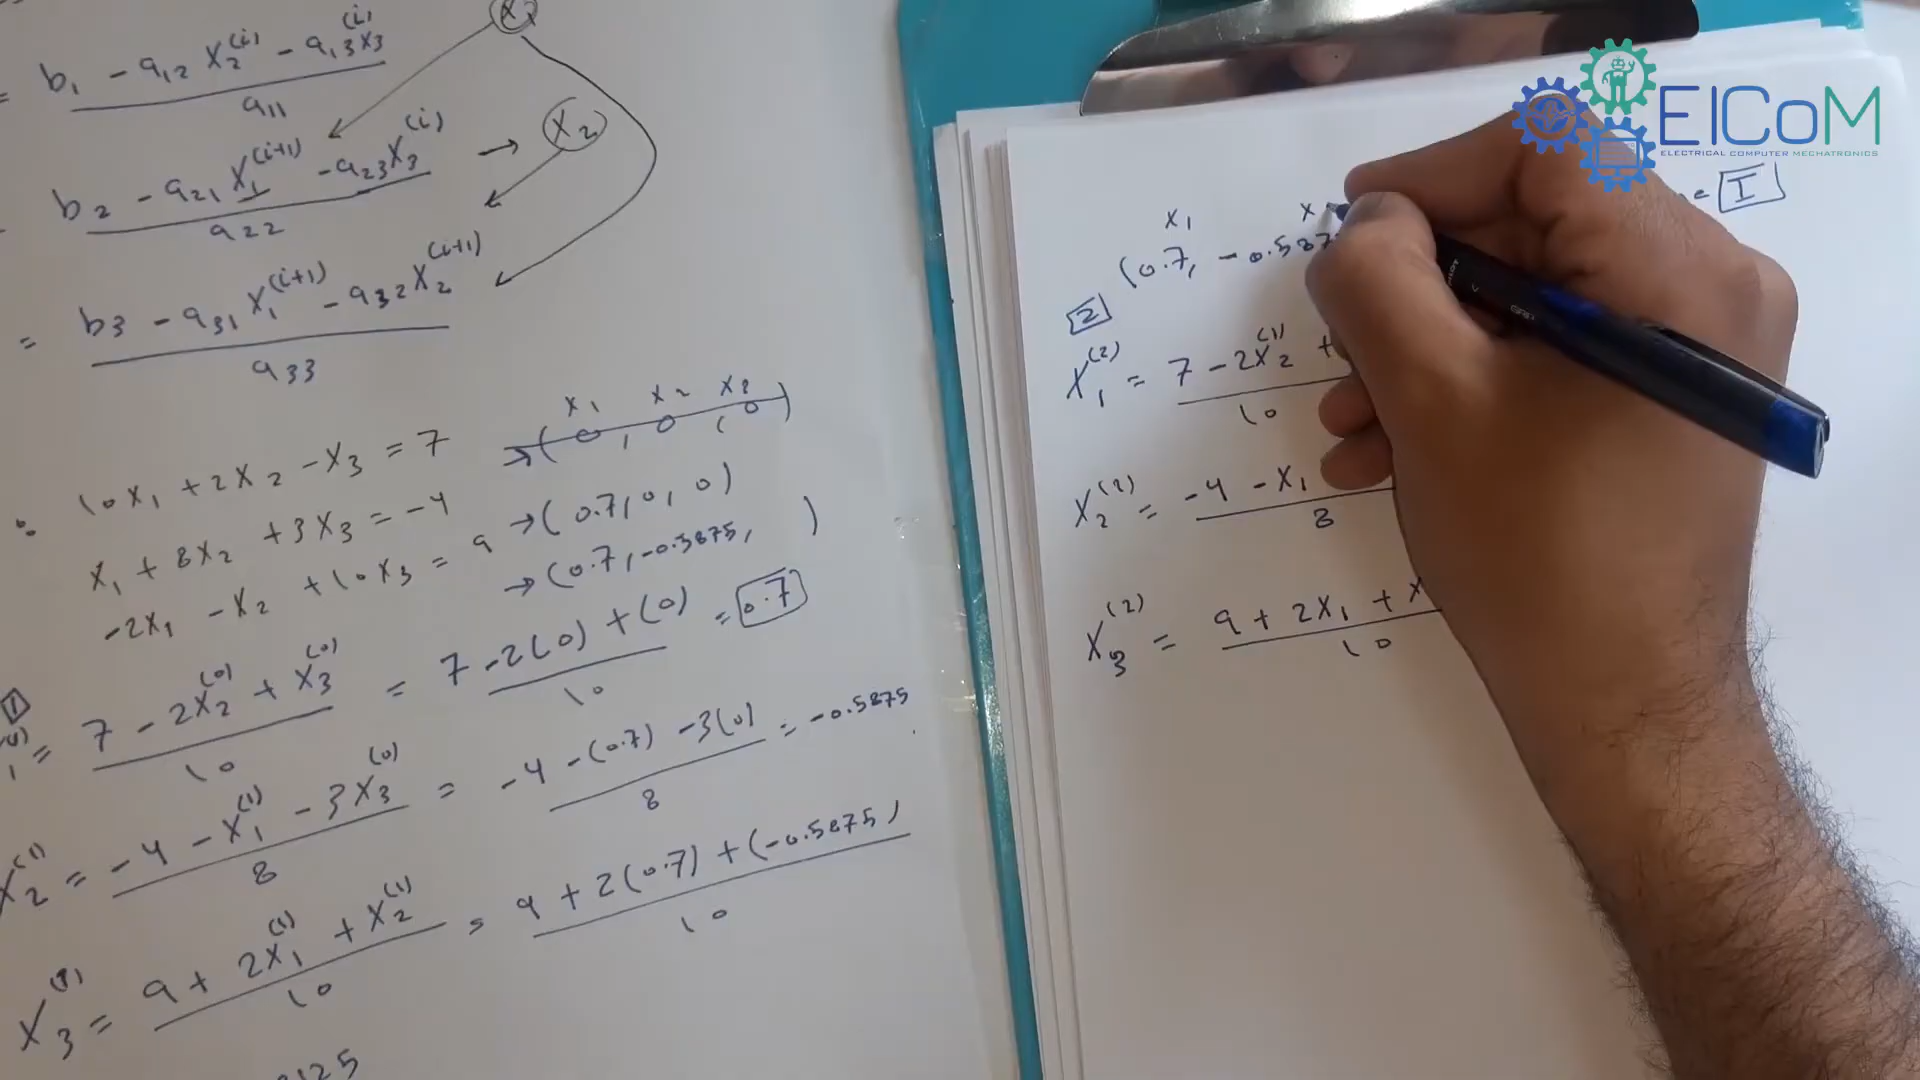 = b1 - a12 x2^(i) - a13 x3^(i) / a11
x1
b2 - a21 x1^(i+1) - a23 x3^(i) / a22 → x2
= b3 - a31 x1^(i+1) - a32 x2^(i+1) / a33
10x1 + 2x2 - x3 = 7
→ ( 0 , 0 , 0 )
x1 x2 x3
x1 + 8x2 + 3x3 = -4 → ( 0.7, 0, 0 )
-2x1 - x2 + 10x3 = 9 → ( 0.7, -0.5875, )
1
= 7 - 2x2^(0) + x3^(0) / 10 = 7 - 2(0) + (0) / 10 = 0.7
x2^(1) = -4 - x1^(1) - 3x3^(0) / 8 = -4 - (0.7) - 3(0) / 8 = -0.5875
x3^(1) = 9 + 2x1^(1) + x2^(1) / 10 = 9 + 2(0.7) + (-0.5875) / 10
125
EICoM
ELECTRICAL COMPUTER MECHATRONICS
I
x1 x
(0.7, -0.587
2
x1^(2) = 7 - 2x2^(1) + / 10
x2^(2) = -4 - x1 / 8
x3^(2) = 9 + 2x1 + x / 10